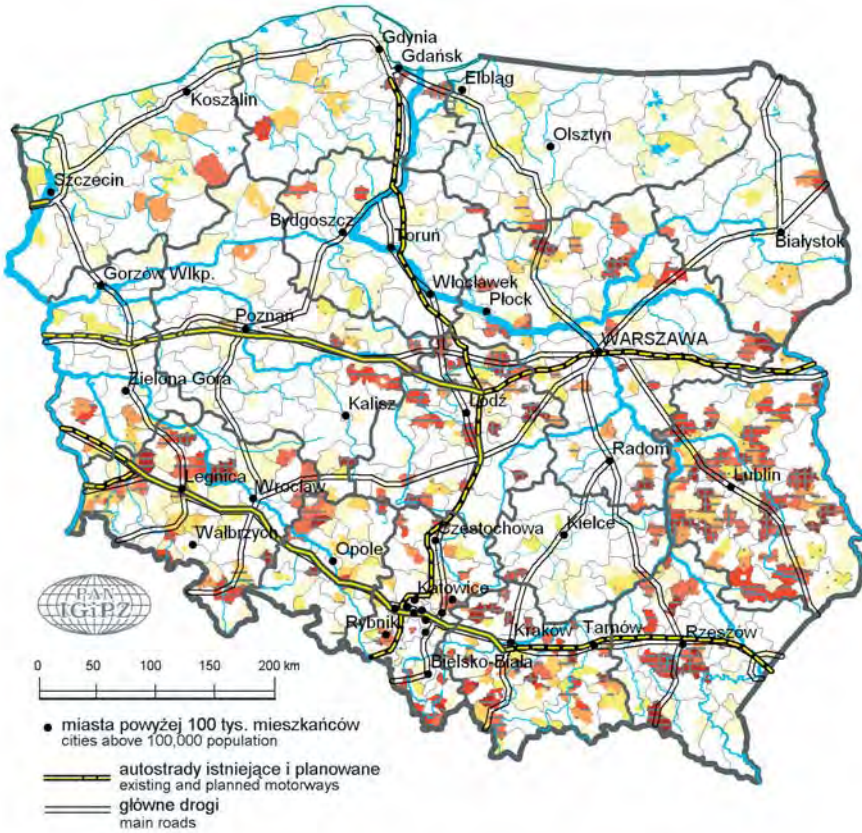 Gdynia
Gdańsk
Elbląg
Koszalin
Olsztyn
Szczecin
Bydgoszcz
Białystok
Toruń
Gorzów Wlkp.
Włocławek
Płock
Poznań
WARSZAWA
Zielona Góra
Kalisz
Łódź
Radom
Legnica
Wrocław
Lublin
Wałbrzych
Częstochowa
Kielce
Opole
PAN
IGiPZ
Katowice
Rybnik
Kraków
Tarnów
Rzeszów
Bielsko-Biała
0 50 100 150 200 km
miasta powyżej 100 tys. mieszkańców
cities above 100,000 population
autostrady istniejące i planowane
existing and planned motorways
główne drogi
main roads